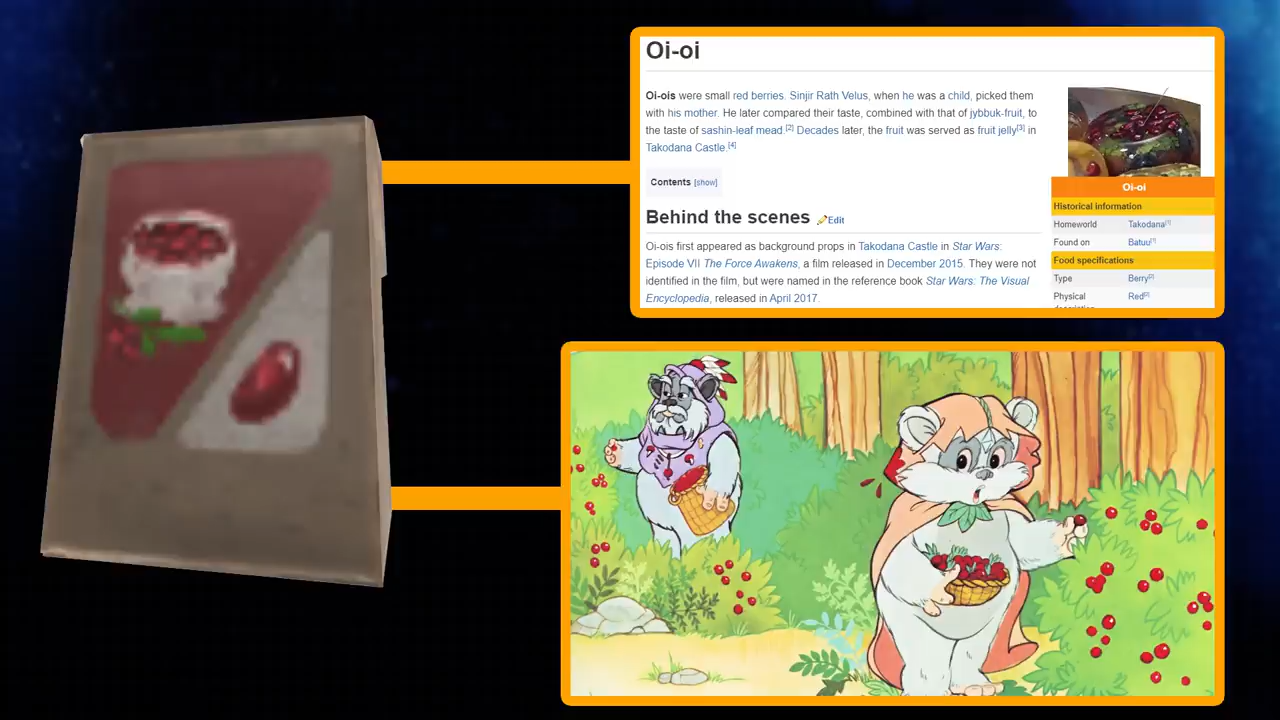 Oi-oi
Oi-ois were small red berries. Sinjir Rath Velus, when he was a child, picked them
with his mother. He later compared their taste, combined with that of jybbuk-fruit, to
the taste of sashin-leaf mead.[2] Decades later, the fruit was served as fruit jelly[3] in
Takodana Castle.[4]
Contents [show]
Behind the scenes Edit
Oi-ois first appeared as background props in Takodana Castle in Star Wars:
Episode VII The Force Awakens, a film released in December 2015. They were not
identified in the film, but were named in the reference book Star Wars: The Visual
Encyclopedia, released in April 2017.
Oi-oi
Historical information
Homeworld Takodana[1]
Found on Batuu[1]
Food specifications
Type Berry[2]
Physical Red[2]